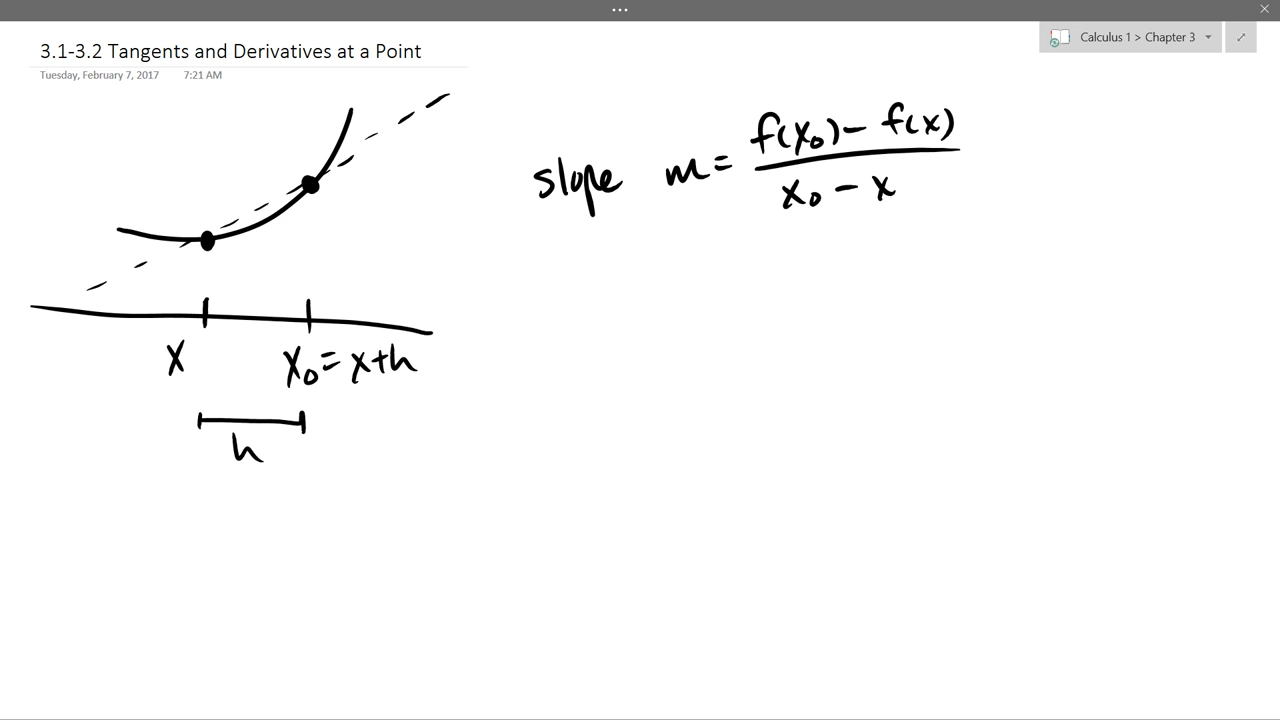 ...
Calculus 1 > Chapter 3
3.1-3.2 Tangents and Derivatives at a Point
Tuesday, February 7, 2017 7:21 AM
slope m = f(x₀) - f(x) / x₀ - x
x
x₀ = x+h
h